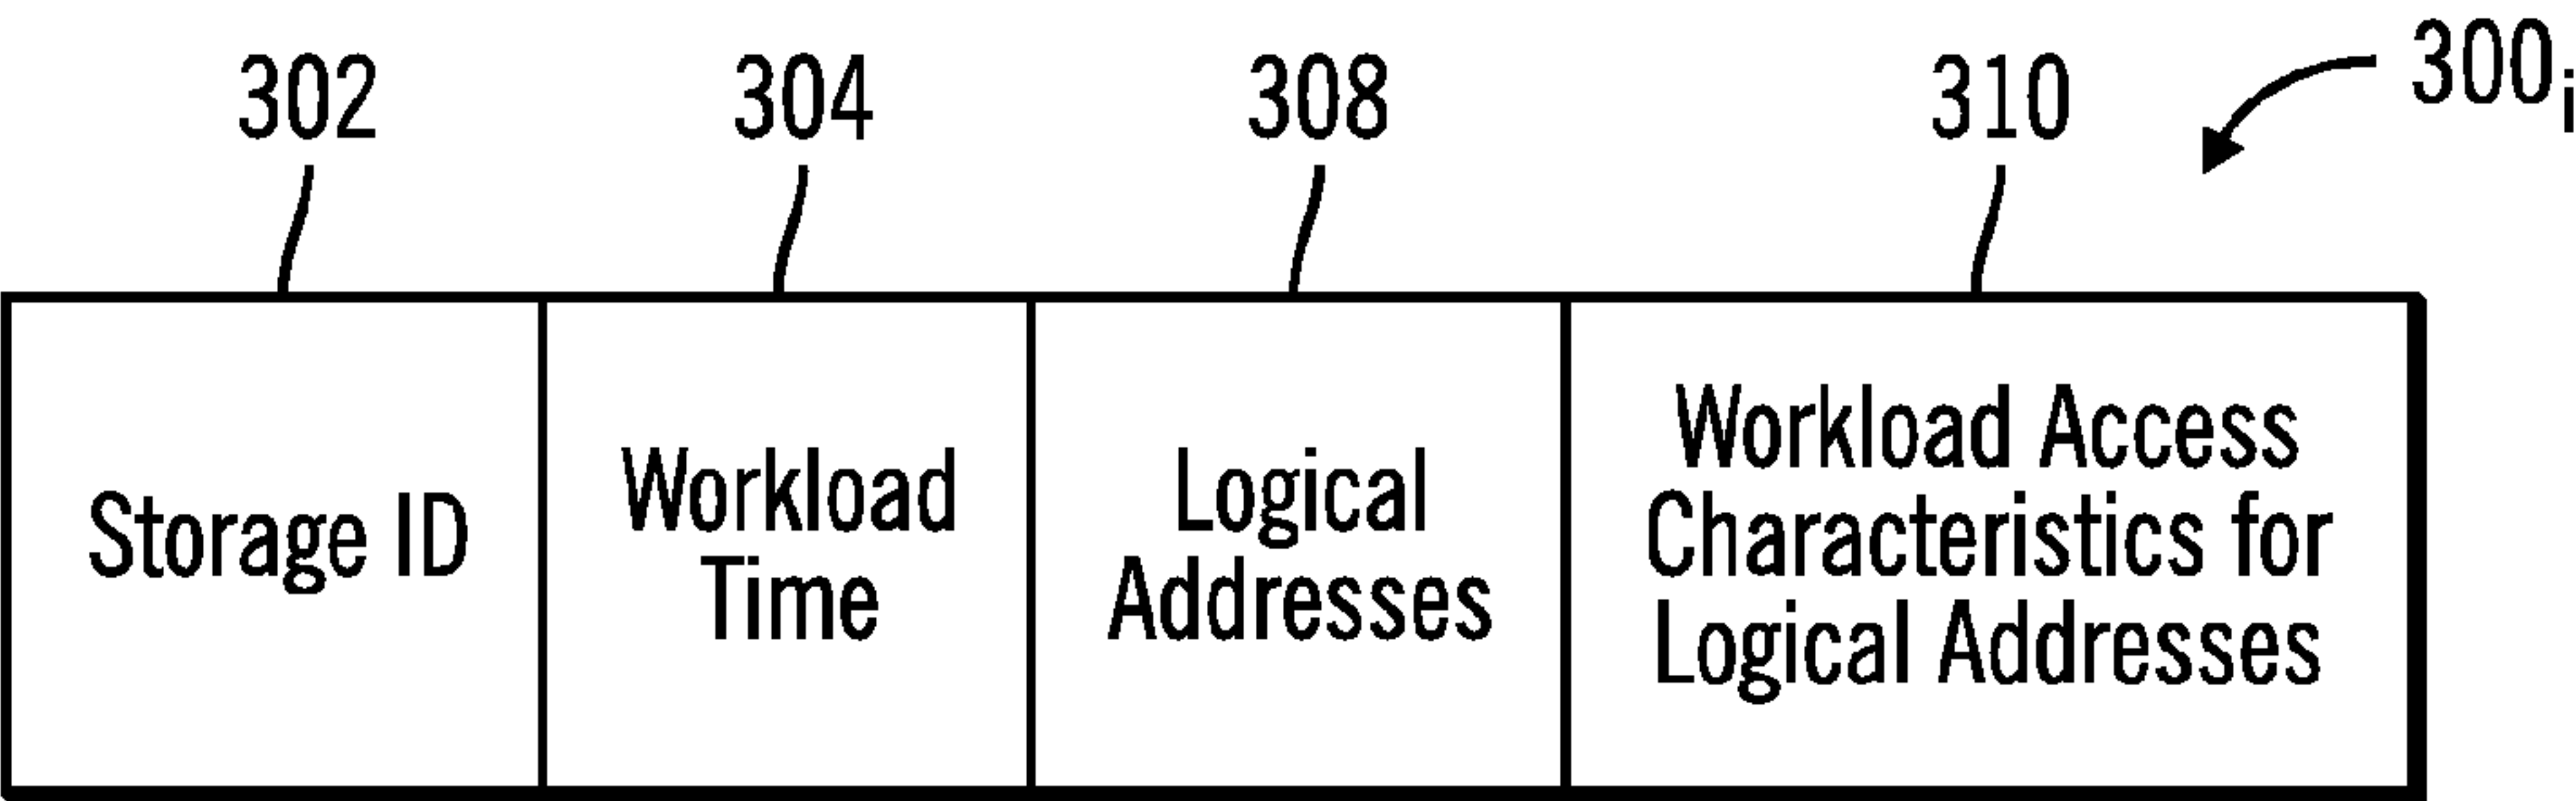 302 304 308 310 300i
Storage ID
Workload
Time
Logical
Addresses
Workload Access
Characteristics for
Logical Addresses